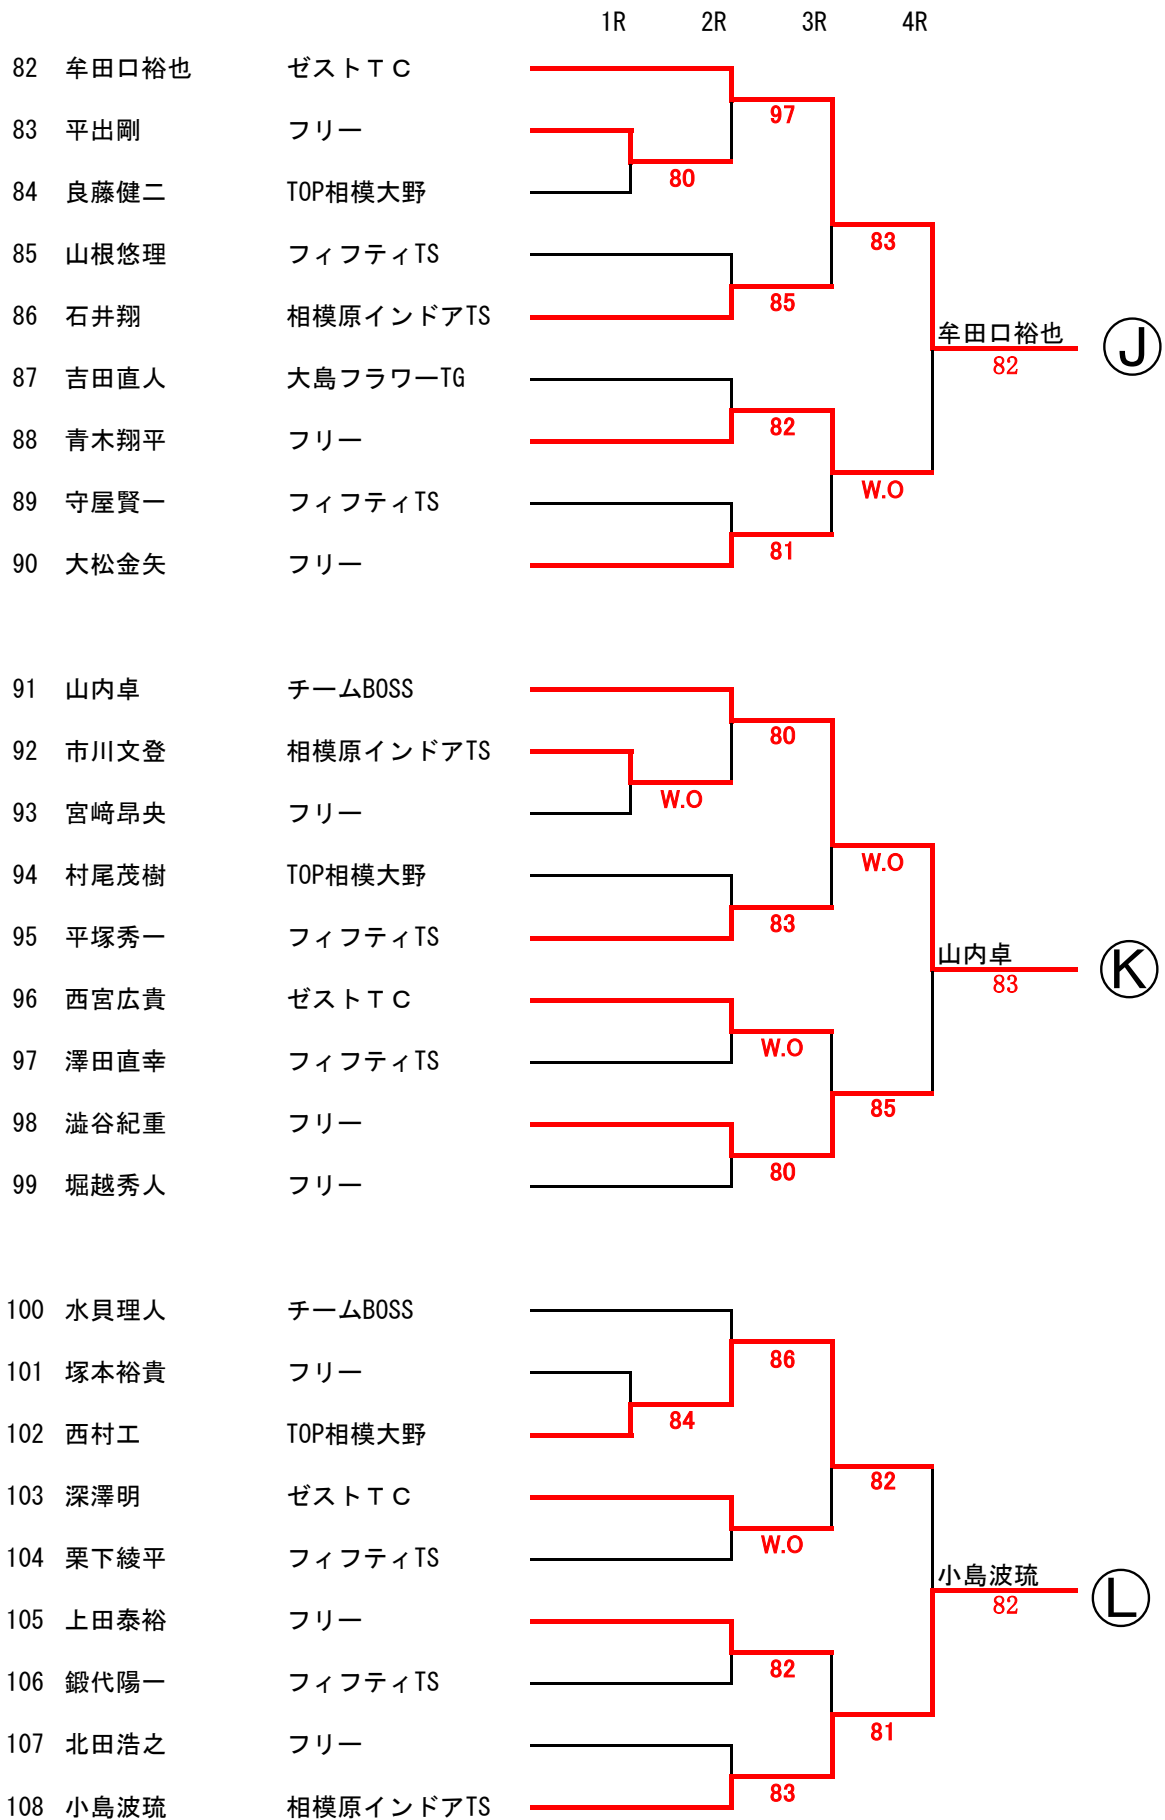 1R 2R 3R 4R
82 牟田口裕也 ゼストＴＣ
97
83 平出剛 フリー
80
84 良藤健二 TOP相模大野
83
85 山根悠理 フィフティTS
85
86 石井翔 相模原インドアTS
牟田口裕也 Ⓙ
82
87 吉田直人 大島フラワーTG
82
88 青木翔平 フリー
W.O
89 守屋賢一 フィフティTS
81
90 大松金矢 フリー
91 山内卓 チームBOSS
80
92 市川文登 相模原インドアTS
W.O
93 宮﨑昂央 フリー
W.O
94 村尾茂樹 TOP相模大野
83
95 平塚秀一 フィフティTS
山内卓 Ⓚ
83
96 西宮広貴 ゼストＴＣ
W.O
97 澤田直幸 フィフティTS
85
98 澁谷紀重 フリー
80
99 堀越秀人 フリー
100 水貝理人 チームBOSS
86
101 塚本裕貴 フリー
84
102 西村工 TOP相模大野
82
103 深澤明 ゼストＴＣ
W.O
104 栗下綾平 フィフティTS
小島波琉 Ⓛ
82
105 上田泰裕 フリー
82
106 鍛代陽一 フィフティTS
81
107 北田浩之 フリー
83
108 小島波琉 相模原インドアTS